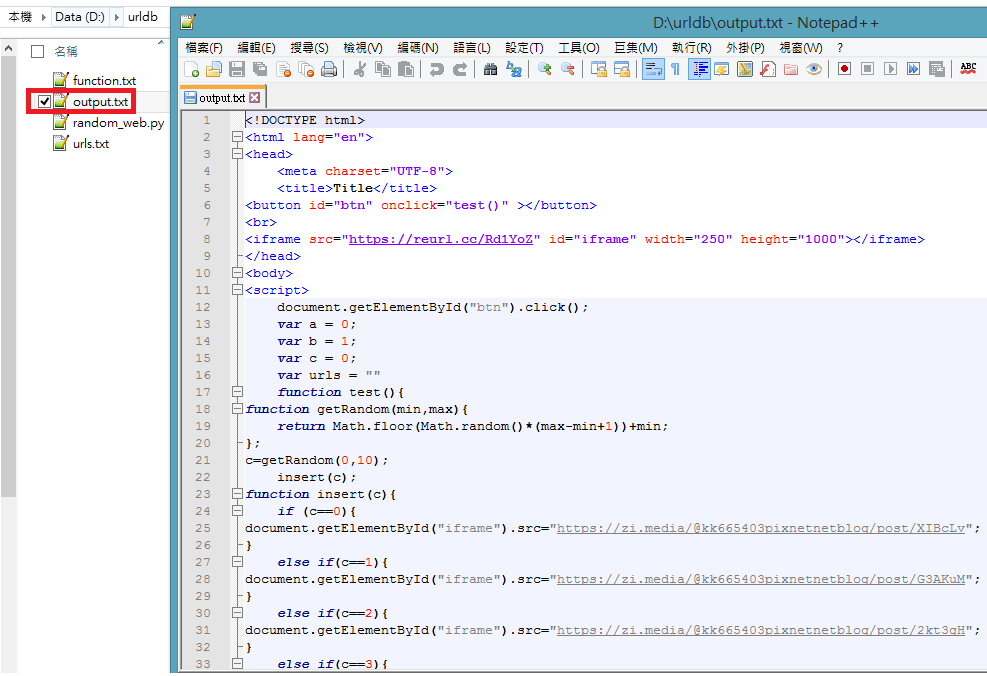 本機 Data (D:) urldb
名稱
function.txt
output.txt
random_web.py
urls.txt
D:\urldb\output.txt - Notepad++
檔案(F) 編輯(E) 搜尋(S) 檢視(V) 編碼(N) 語言(L) 設定(T) 工具(O) 巨集(M) 執行(R) 外掛(P) 視窗(W) ?
ABC
output.txt
1 <!DOCTYPE html>
2 <html lang="en">
3 <head>
4 <meta charset="UTF-8">
5 <title>Title</title>
6 <button id="btn" onclick="test()" ></button>
7 <br>
8 <iframe src="https://reurl.cc/Rd1YoZ" id="iframe" width="250" height="1000"></iframe>
9 </head>
10 <body>
11 <script>
12 document.getElementById("btn").click();
13 var a = 0;
14 var b = 1;
15 var c = 0;
16 var urls = ""
17 function test(){
18 function getRandom(min,max){
19 return Math.floor(Math.random()*(max-min+1))+min;
20 };
21 c=getRandom(0,10);
22 insert(c);
23 function insert(c){
24 if (c==0){
25 document.getElementById("iframe").src="https://zi.media/@kk665403pixnetnetblog/post/XIBcLv";
26 }
27 else if(c==1){
28 document.getElementById("iframe").src="https://zi.media/@kk665403pixnetnetblog/post/G3AKuM";
29 }
30 else if(c==2){
31 document.getElementById("iframe").src="https://zi.media/@kk665403pixnetnetblog/post/2kt3qH";
32 }
33 else if(c==3){